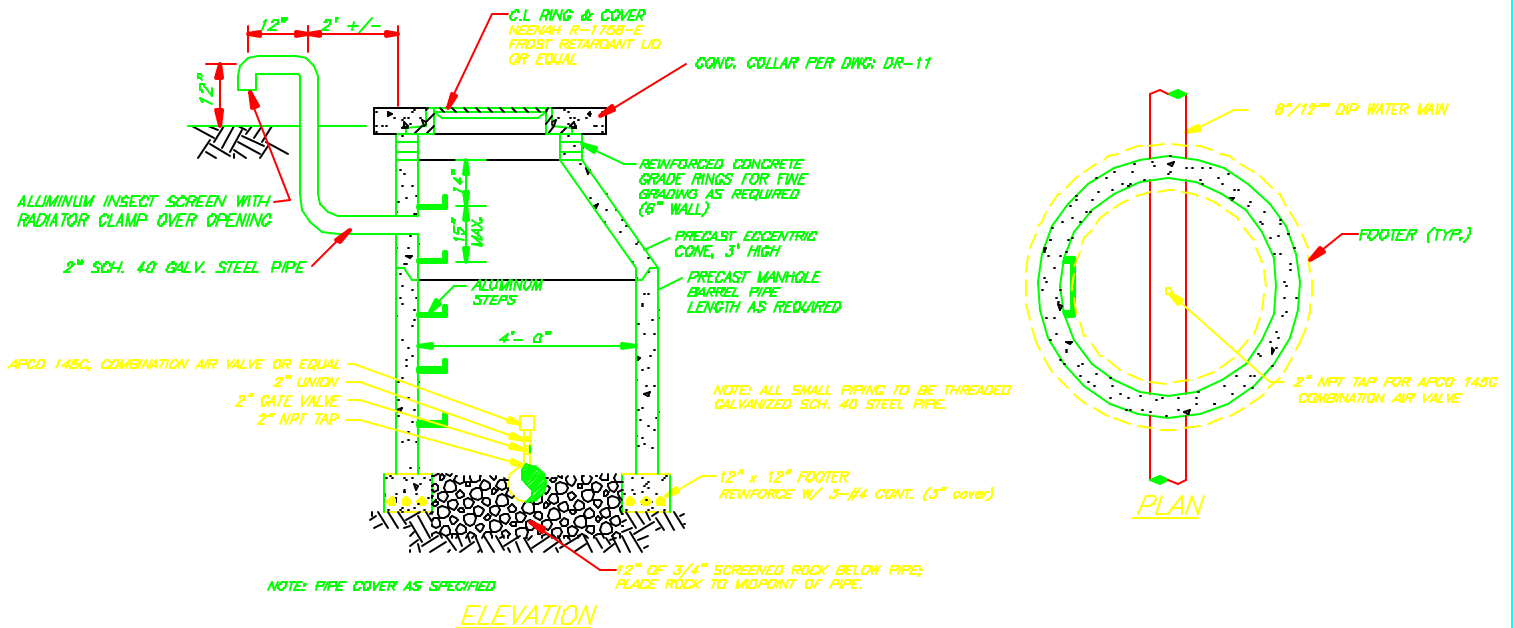 12"
2' +/-
C.I. RING & COVER
NEENAH R-1758-E
FROST RETARDANT LID
OR EQUAL
CONC. COLLAR PER DWG: DR-11
12"
8"/12"" DIP WATER MAIN
REINFORCED CONCRETE
GRADE RINGS FOR FINE
GRADING AS REQUIRED
(6" WALL)
14"
15"
MAX.
ALUMINUM INSECT SCREEN WITH
RADIATOR CLAMP OVER OPENING
PRECAST ECCENTRIC
CONE, 3' HIGH
FOOTER (TYP.)
2" SCH. 40 GALV. STEEL PIPE
PRECAST MANHOLE
BARREL PIPE
LENGTH AS REQUIRED
ALUMINUM
STEPS
4'- 0"
APCO 145C, COMBINATION AIR VALVE OR EQUAL
2" UNION
2" GATE VALVE
2" NPT TAP
NOTE: ALL SMALL PIPING TO BE THREADED
GALVANIZED SCH. 40 STEEL PIPE.
2" NPT TAP FOR APCO 145C
COMBINATION AIR VALVE
12" x 12" FOOTER
REINFORCE W/ 3-#4 CONT. (3" cover)
PLAN
12" OF 3/4" SCREENED ROCK BELOW PIPE;
PLACE ROCK TO MIDPOINT OF PIPE.
NOTE: PIPE COVER AS SPECIFIED
ELEVATION